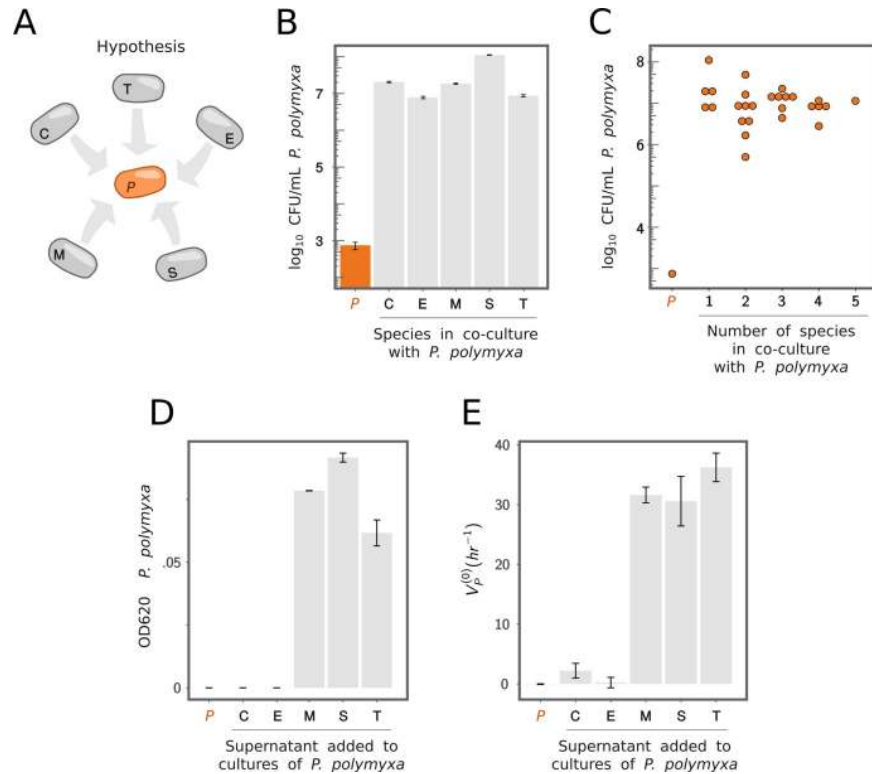 A
Hypothesis
T
C
E
P
M
S
B
log10 CFU/mL P. polymyxa
7
5
3
P C E M S T
Species in co-culture
with P. polymyxa
C
log10 CFU/mL P. polymyxa
8
6
4
P 1 2 3 4 5
Number of species
in co-culture
with P. polymyxa
D
OD620 P. polymyxa
.05
0
P C E M S T
Supernatant added to
cultures of P. polymyxa
E
V_P^(0) (hr^−1)
40
30
20
10
0
P C E M S T
Supernatant added to
cultures of P. polymyxa